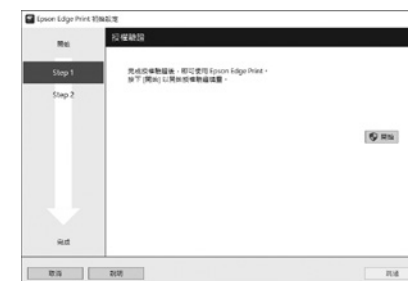 Epson Edge Print 初始設定
開始
授權驗證
Step 1
完成授權驗證後，即可使用 Epson Edge Print。
按下 [開始] 以開始授權驗證精靈。
Step 2
開始
完成
取消
說明
完成